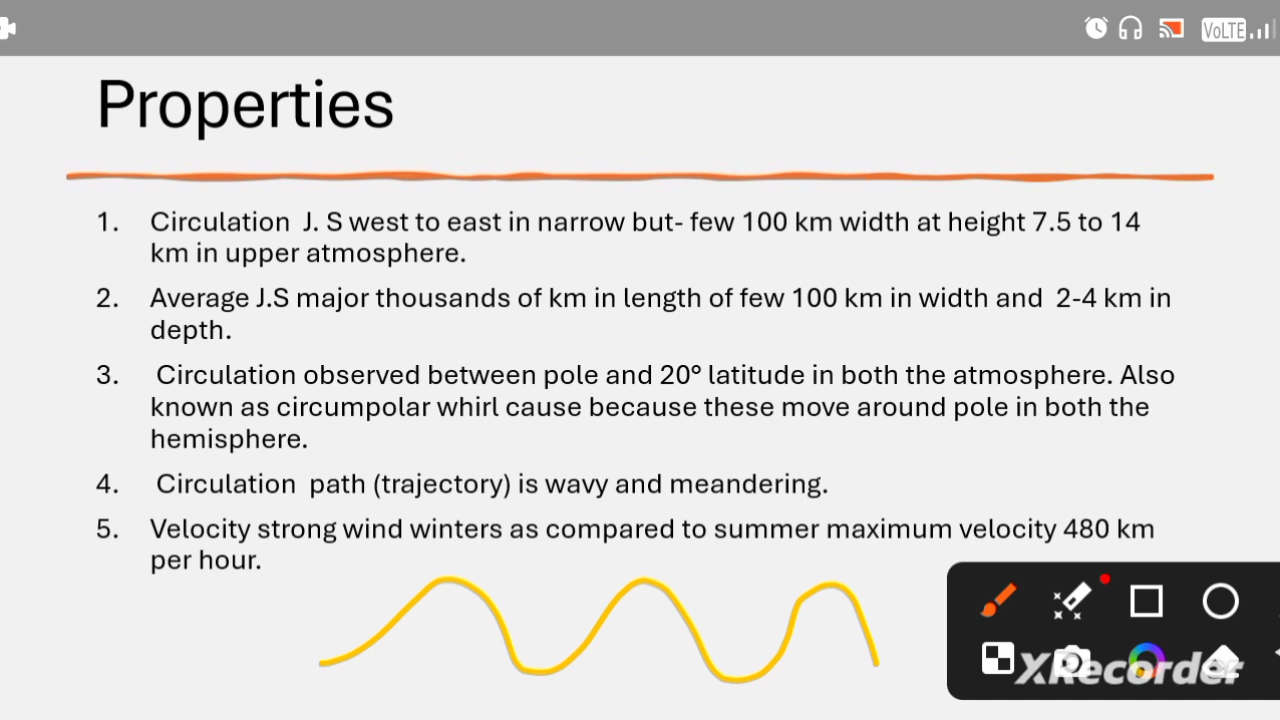 VoLTE
Properties
1. Circulation J. S west to east in narrow but- few 100 km width at height 7.5 to 14
km in upper atmosphere.
2. Average J.S major thousands of km in length of few 100 km in width and 2-4 km in
depth.
3. Circulation observed between pole and 20° latitude in both the atmosphere. Also
known as circumpolar whirl cause because these move around pole in both the
hemisphere.
4. Circulation path (trajectory) is wavy and meandering.
5. Velocity strong wind winters as compared to summer maximum velocity 480 km
per hour.
XRecorder